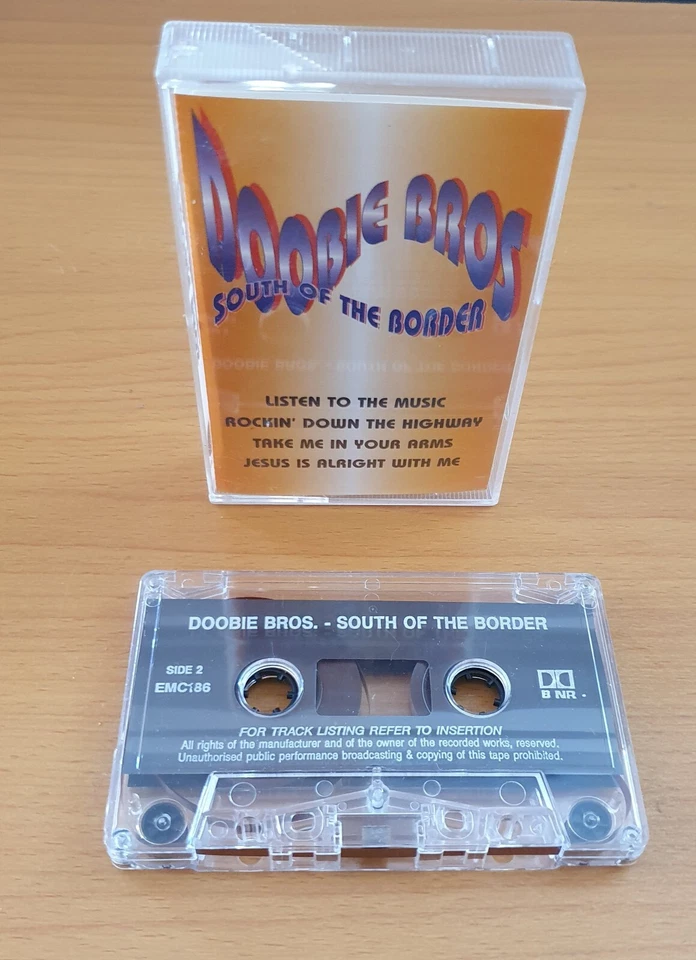 DOOBIE BROS
SOUTH OF THE BORDER
LISTEN TO THE MUSIC
ROCKIN' DOWN THE HIGHWAY
TAKE ME IN YOUR ARMS
JESUS IS ALRIGHT WITH ME
DOOBIE BROS. - SOUTH OF THE BORDER
SIDE 2
EMC186
B NR
FOR TRACK LISTING REFER TO INSERTION
All rights of the manufacturer and of the owner of the recorded works, reserved.
Unauthorised public performance broadcasting & copying of this tape prohibited.